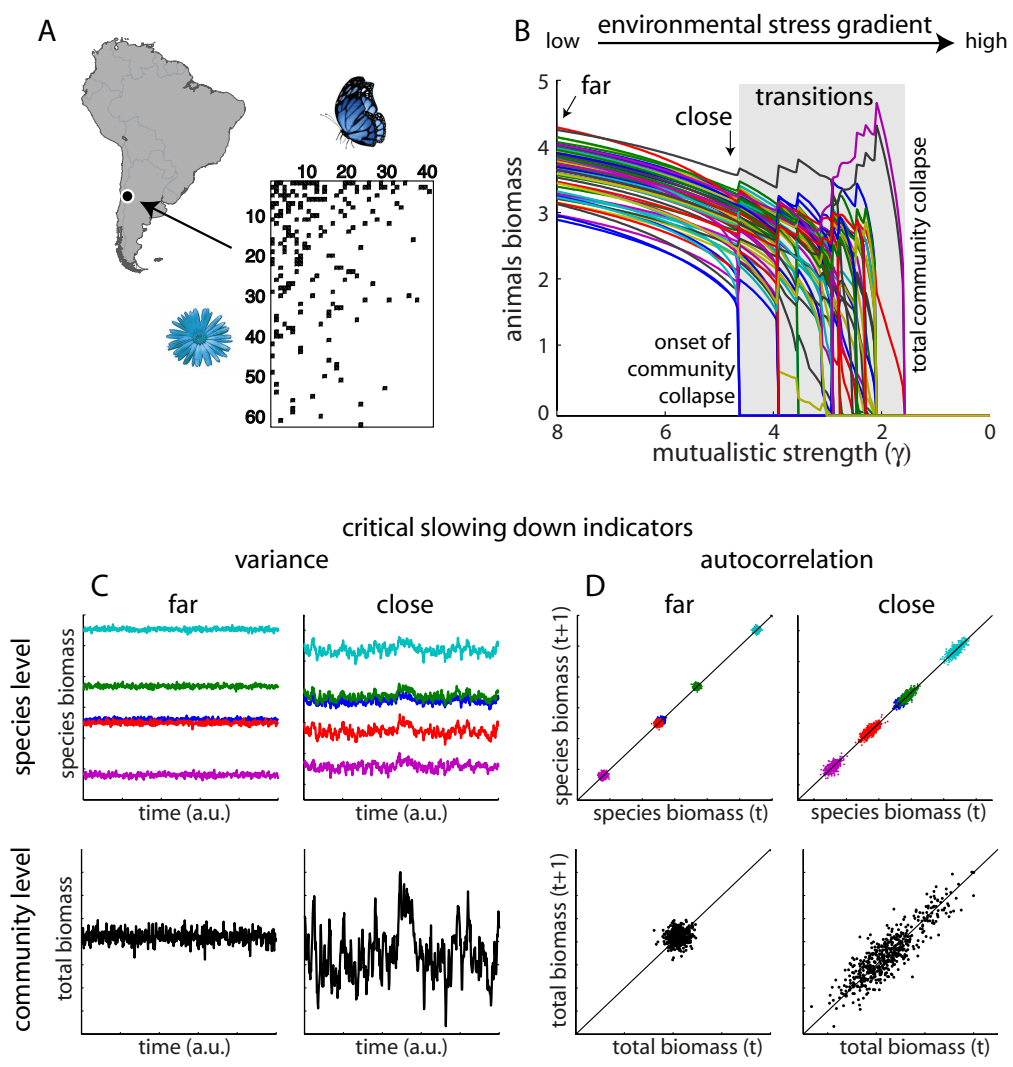 A
10 20 30 40
10
20
30
40
50
60
B
environmental stress gradient
low
high
5
4
3
2
1
0
animals biomass
far
close
transitions
onset of
community
collapse
total community collapse
8 6 4 2 0
mutualistic strength (γ)
critical slowing down indicators
variance
autocorrelation
C
far
close
D
far
close
species level
species biomass
time (a.u.)
time (a.u.)
species biomass (t+1)
species biomass (t)
species biomass (t)
community level
total biomass
time (a.u.)
time (a.u.)
total biomass (t+1)
total biomass (t)
total biomass (t)